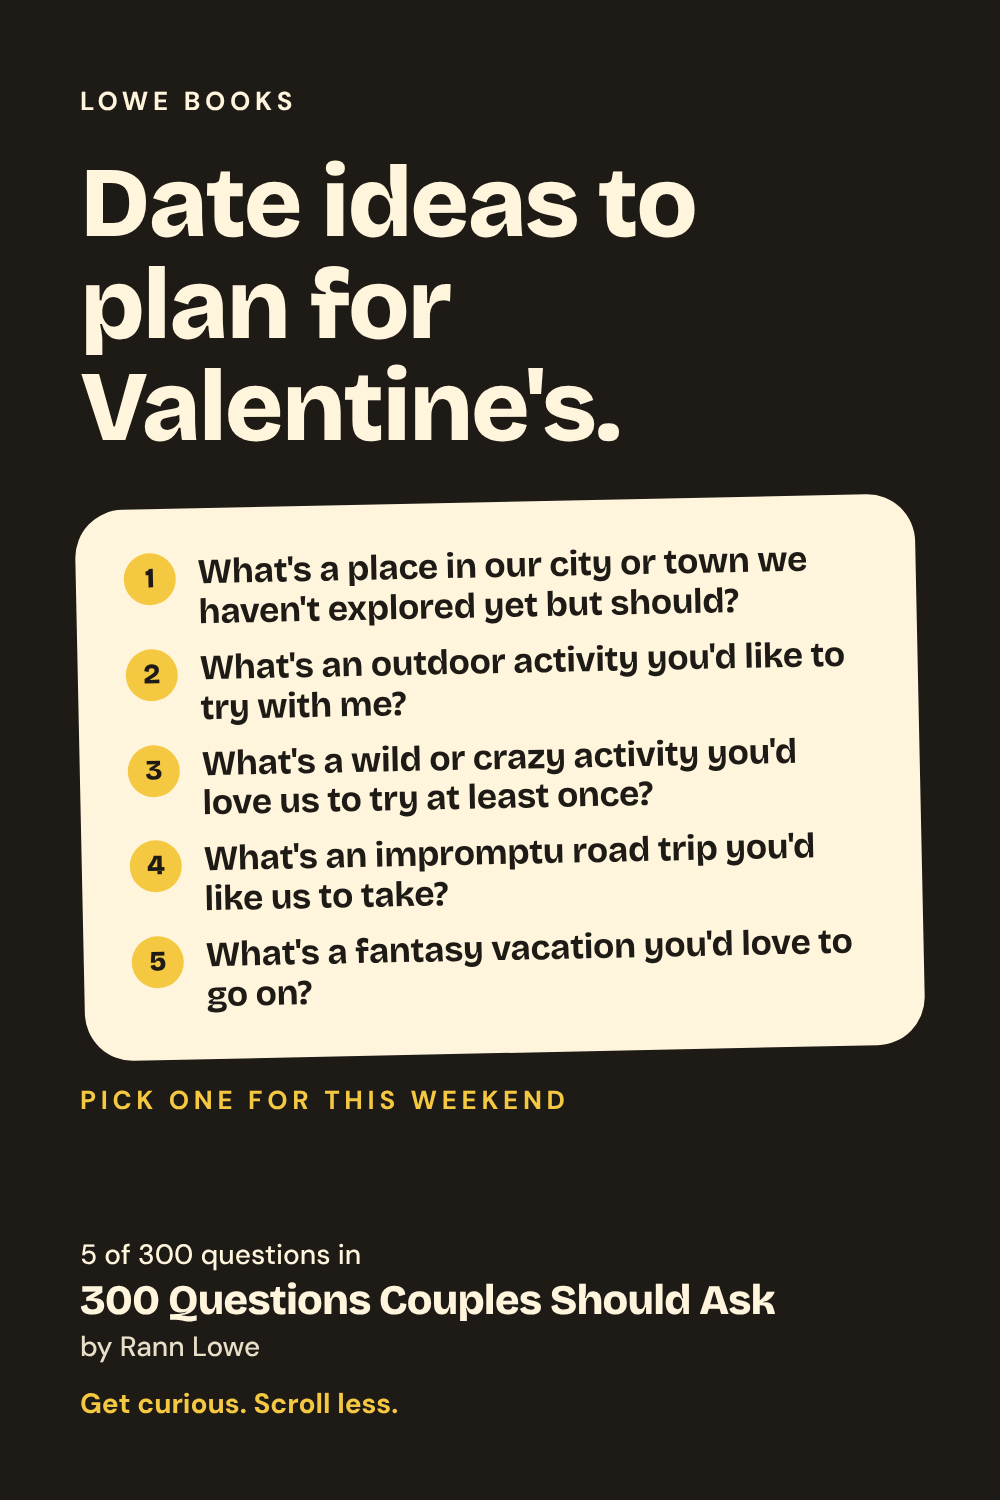 LOWE BOOKS
Date ideas to
plan for
Valentine's.
1 What's a place in our city or town we
haven't explored yet but should?
2 What's an outdoor activity you'd like to
try with me?
3 What's a wild or crazy activity you'd
love us to try at least once?
4 What's an impromptu road trip you'd
like us to take?
5 What's a fantasy vacation you'd love to
go on?
PICK ONE FOR THIS WEEKEND
5 of 300 questions in
300 Questions Couples Should Ask
by Rann Lowe
Get curious. Scroll less.